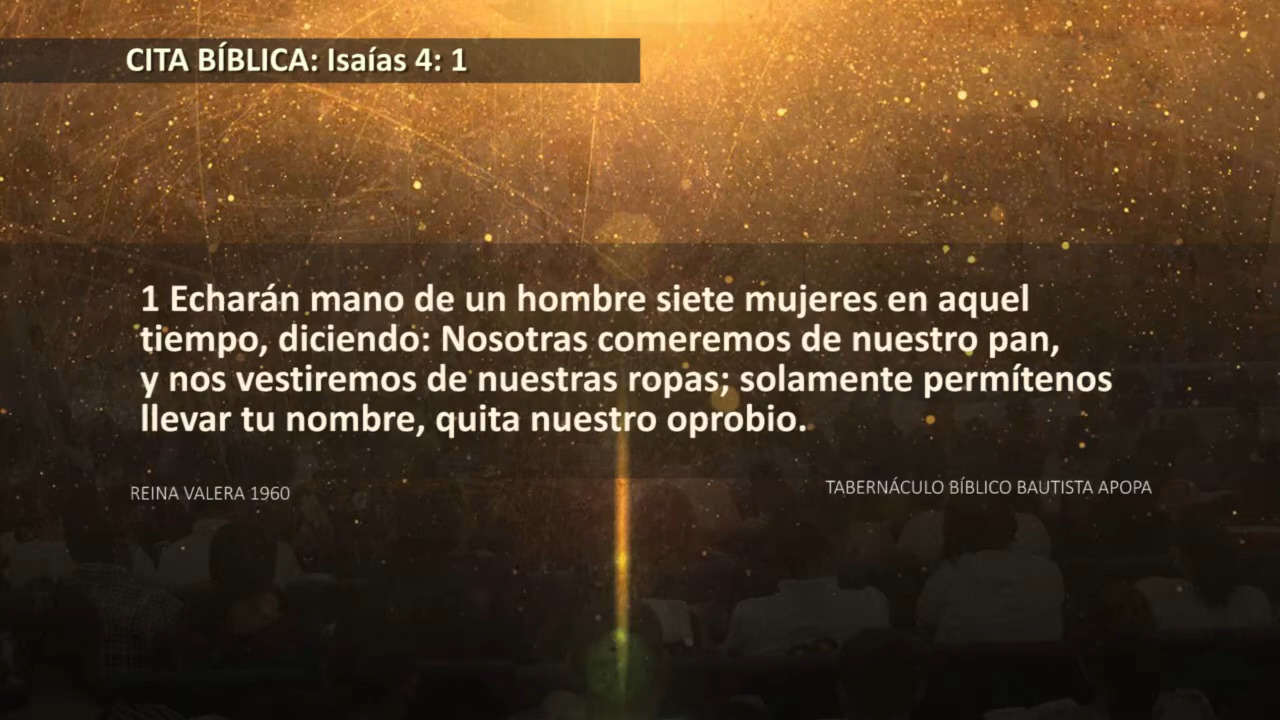 CITA BÍBLICA: Isaías 4: 1
1 Echarán mano de un hombre siete mujeres en aquel
tiempo, diciendo: Nosotras comeremos de nuestro pan,
y nos vestiremos de nuestras ropas; solamente permítenos
llevar tu nombre, quita nuestro oprobio.
REINA VALERA 1960
TABERNÁCULO BÍBLICO BAUTISTA APOPA